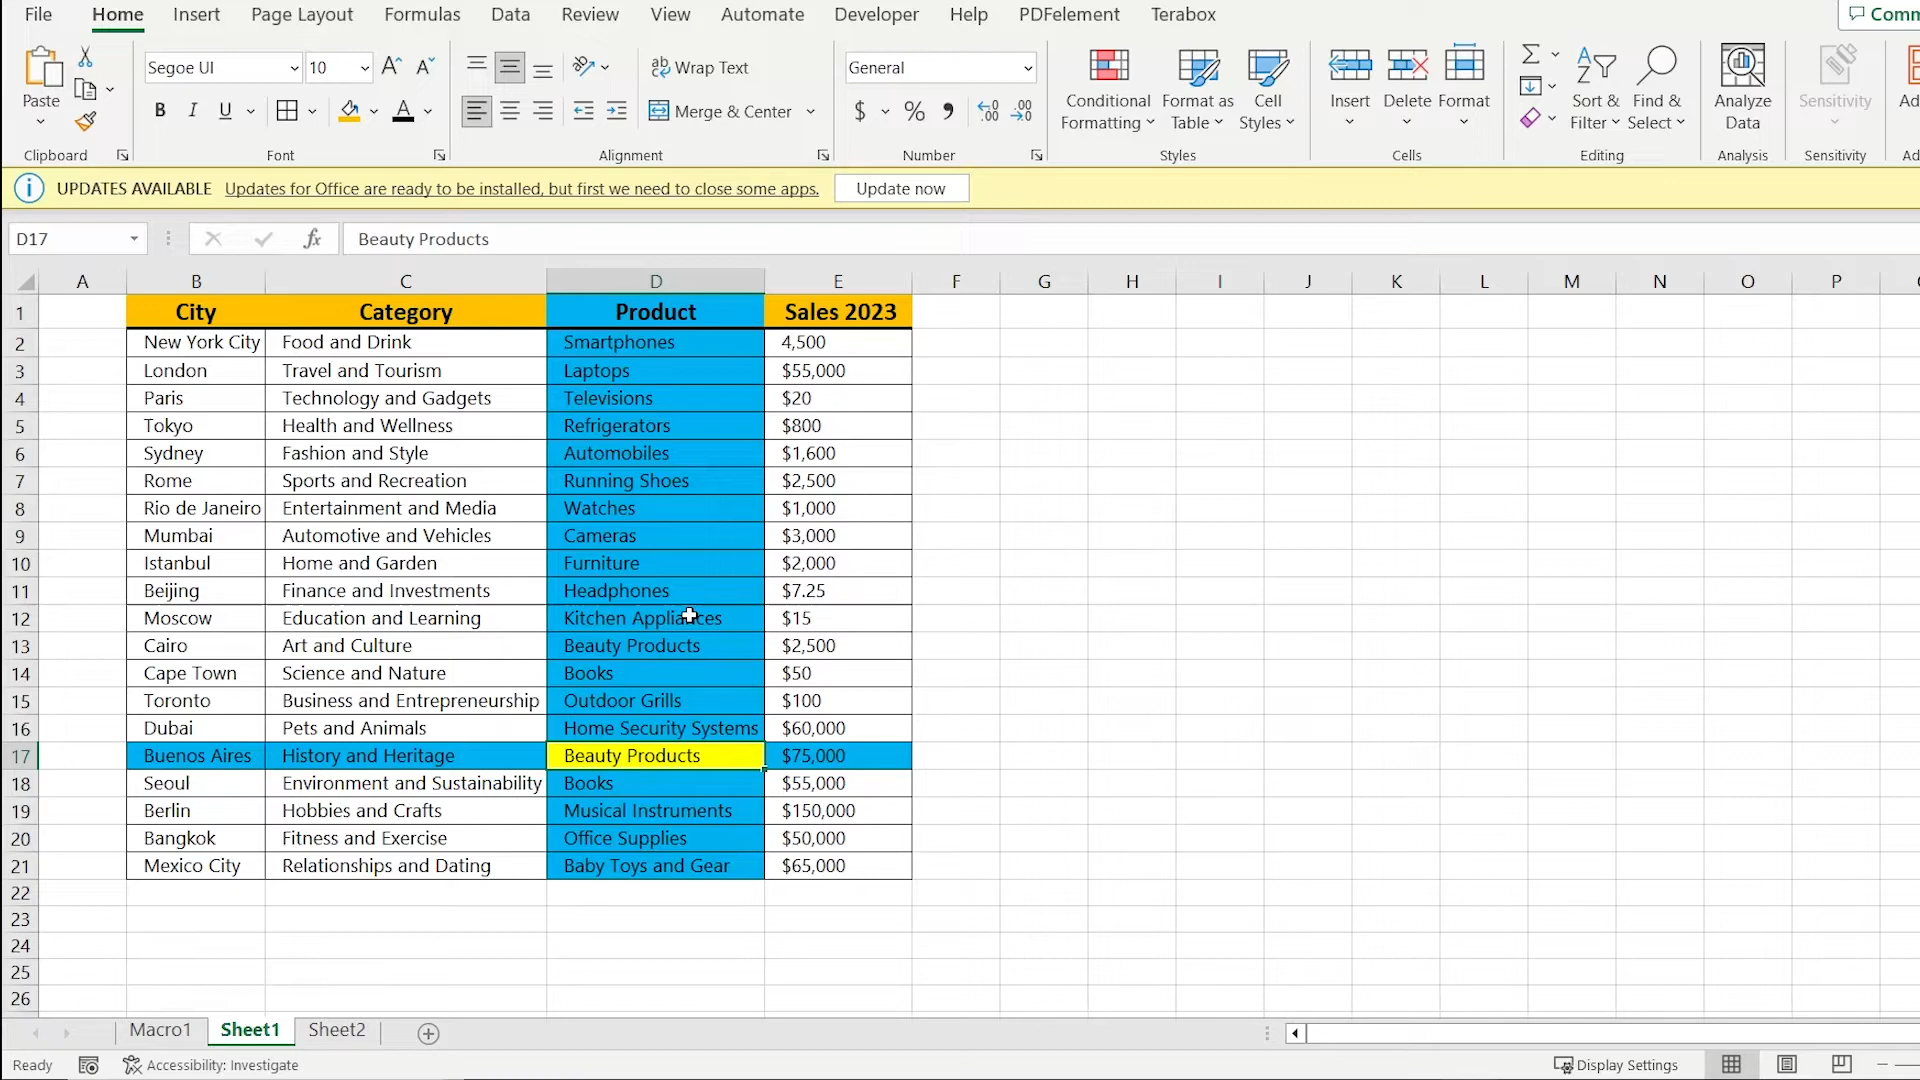 File Home Insert Page Layout Formulas Data Review View Automate Developer Help PDFelement Terabox
Segoe UI 10 Wrap Text General
Paste Merge & Center Conditional Formatting Format as Table Cell Styles Insert Delete Format Sort & Filter Find & Select Analyze Data Sensitivity
Clipboard Font Alignment Number Styles Cells Editing Analysis Sensitivity
UPDATES AVAILABLE Updates for Office are ready to be installed, but first we need to close some apps. Update now
D17 fx Beauty Products
A B C D E F G H I J K L M N O P
1 City Category Product Sales 2023
2 New York City Food and Drink Smartphones 4,500
3 London Travel and Tourism Laptops $55,000
4 Paris Technology and Gadgets Televisions $20
5 Tokyo Health and Wellness Refrigerators $800
6 Sydney Fashion and Style Automobiles $1,600
7 Rome Sports and Recreation Running Shoes $2,500
8 Rio de Janeiro Entertainment and Media Watches $1,000
9 Mumbai Automotive and Vehicles Cameras $3,000
10 Istanbul Home and Garden Furniture $2,000
11 Beijing Finance and Investments Headphones $7.25
12 Moscow Education and Learning Kitchen Appliances $15
13 Cairo Art and Culture Beauty Products $2,500
14 Cape Town Science and Nature Books $50
15 Toronto Business and Entrepreneurship Outdoor Grills $100
16 Dubai Pets and Animals Home Security Systems $60,000
17 Buenos Aires History and Heritage Beauty Products $75,000
18 Seoul Environment and Sustainability Books $55,000
19 Berlin Hobbies and Crafts Musical Instruments $150,000
20 Bangkok Fitness and Exercise Office Supplies $50,000
21 Mexico City Relationships and Dating Baby Toys and Gear $65,000
22
23
24
25
26
Macro1 Sheet1 Sheet2
Ready Accessibility: Investigate Display Settings